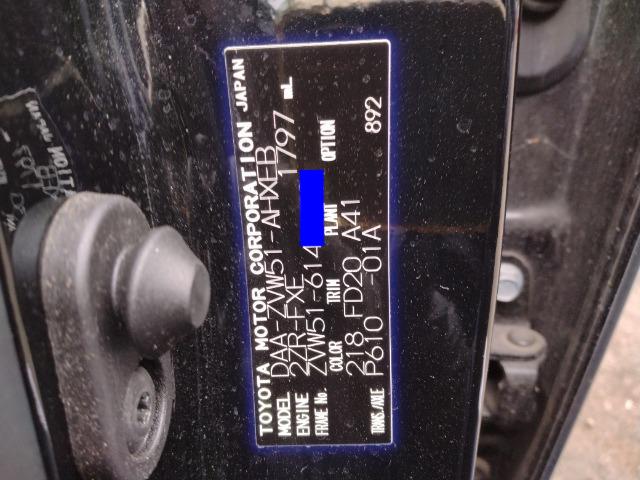 TOYOTA MOTOR CORPORATION JAPAN
MODEL DAA-ZVW51-AHXEB
ENGINE 2ZR-FXE 1797 mL
FRAME No. ZVW51-614
COLOR TRIM PLANT OPTION
218 FD20 A41 892
TRANS/AXLE P610 -01A